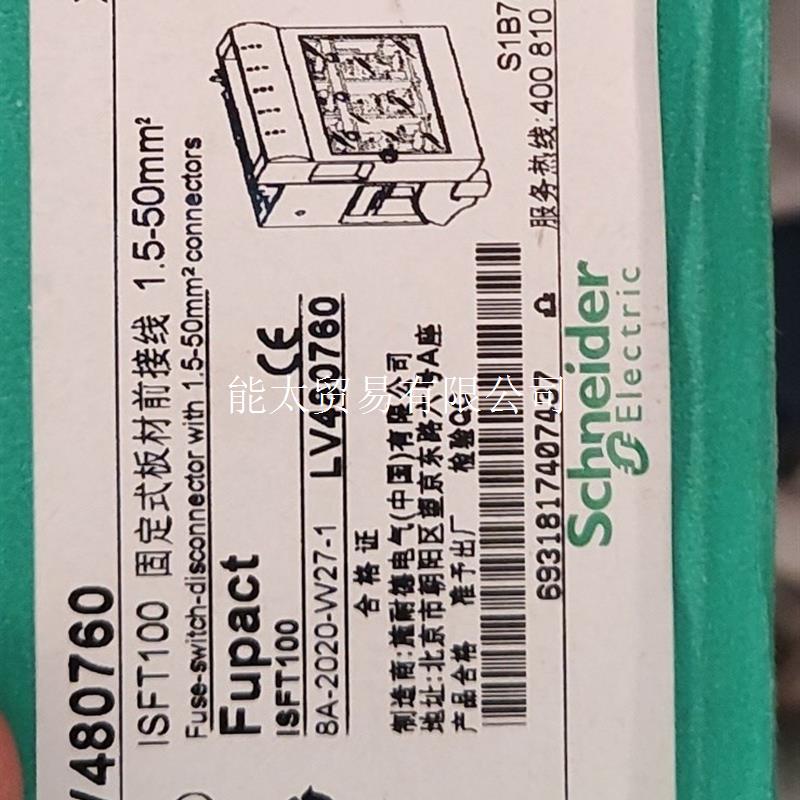 V480760
ISFT100 固定式板材前接线 1.5-50mm²
Fuse-switch-disconnector with 1.5-50mm² connectors
Fupact
ISFT100
CE
8A-2020-W27-1
LV480760
合格证
制造商:施耐德电气(中国)有限公司
地址:北京市朝阳区望京东路六号A座
产品合格 准予出厂
检验
6931817407477
Schneider
Electric
S1B7
服务热线:400 810
能太贸易有限公司